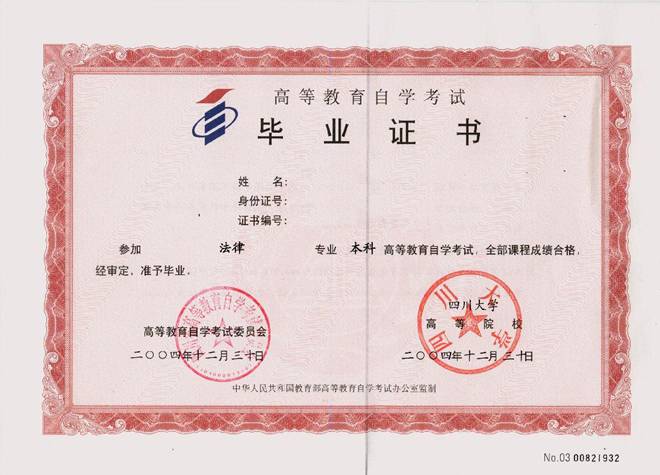 高等教育自学考试
毕业证书
姓名：
身份证号：
证书编号：
参加 法律 专业 本科 高等教育自学考试，全部课程成绩合格，
经审定，准予毕业。
高等教育自学考试委员会
二〇〇四年十二月三十日
四川大学
高等院校
二〇〇四年十二月三十日
四川大学
中华人民共和国教育部高等教育自学考试办公室监制
No.03 00821932